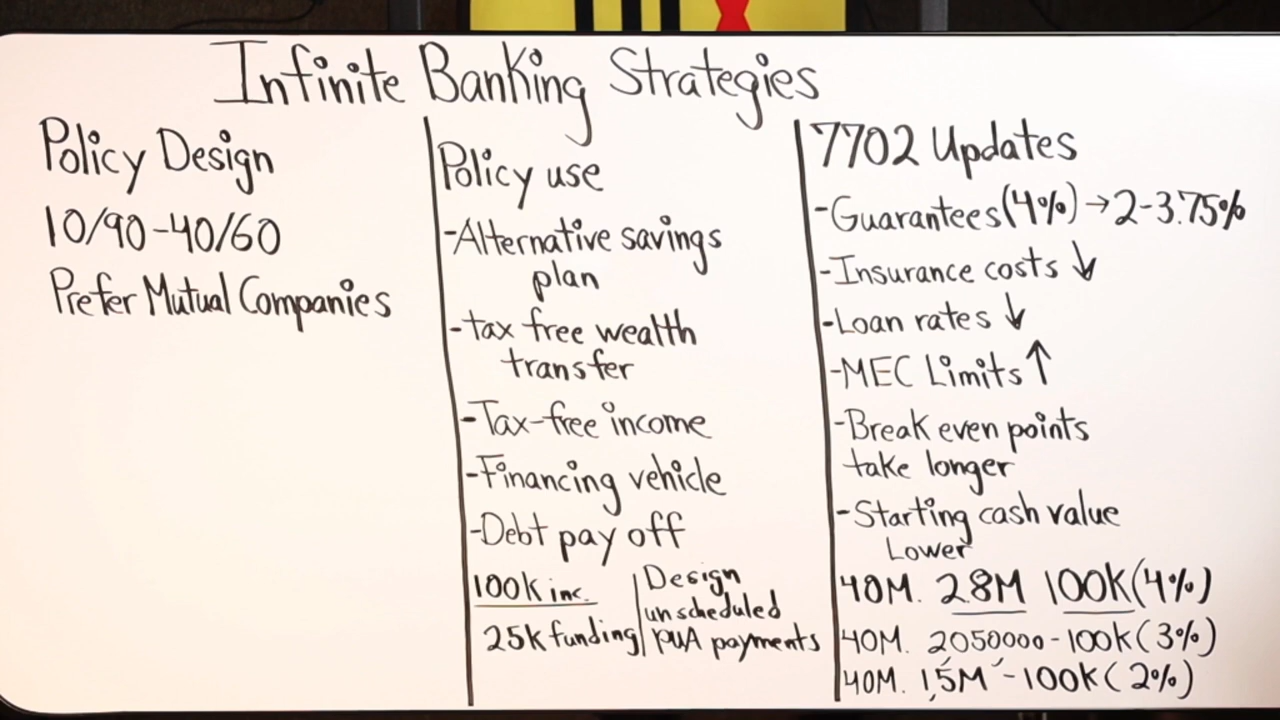 Infinite Banking Strategies
Policy Design
10/90-40/60
Prefer Mutual Companies
Policy use
-Alternative savings
plan
-tax free wealth
transfer
-Tax-free income
-Financing vehicle
-Debt pay off
100K inc.
25K funding
Design
unscheduled
PUA payments
7702 Updates
-Guarantees(4%)→2-3.75%
-Insurance costs ↓
-Loan rates ↓
-MEC Limits ↑
-Break even points
take longer
-Starting cash value
Lower
40M. 2.8M 100K(4%)
40M. 2050000-100K(3%)
40M. 1,5M-100K(2%)